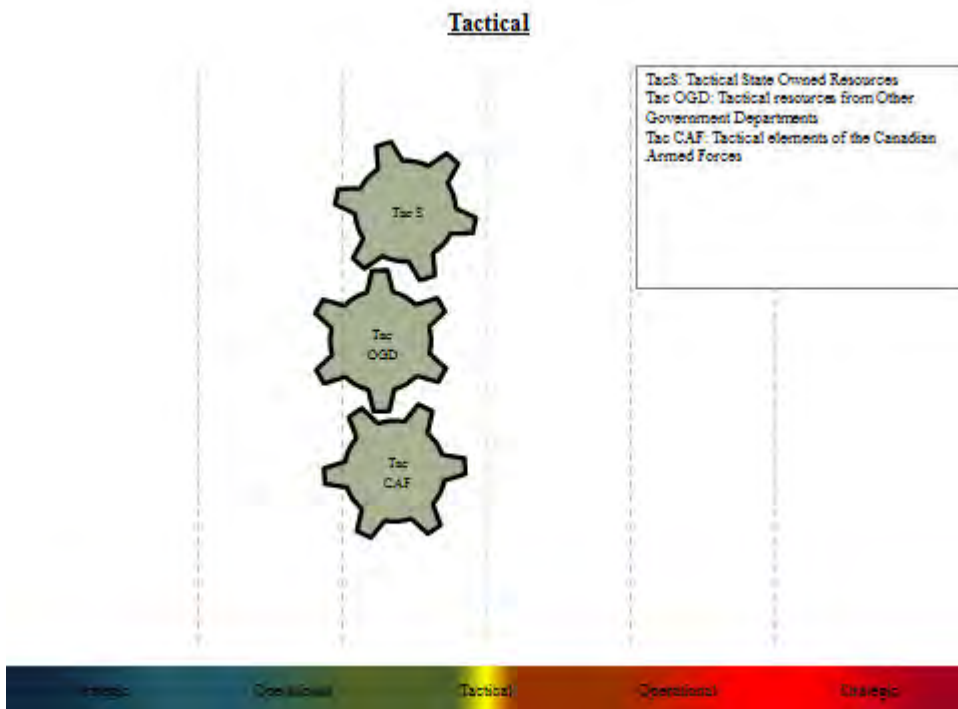 Tactical
TacS: Tactical State Owned Resources
Tac OGD: Tactical resources from Other
Government Departments
Tac CAF: Tactical elements of the Canadian
Armed Forces
Tac S
Tac
OGD
Tac
CAF
Strategic Operational Tactical Operational Strategic